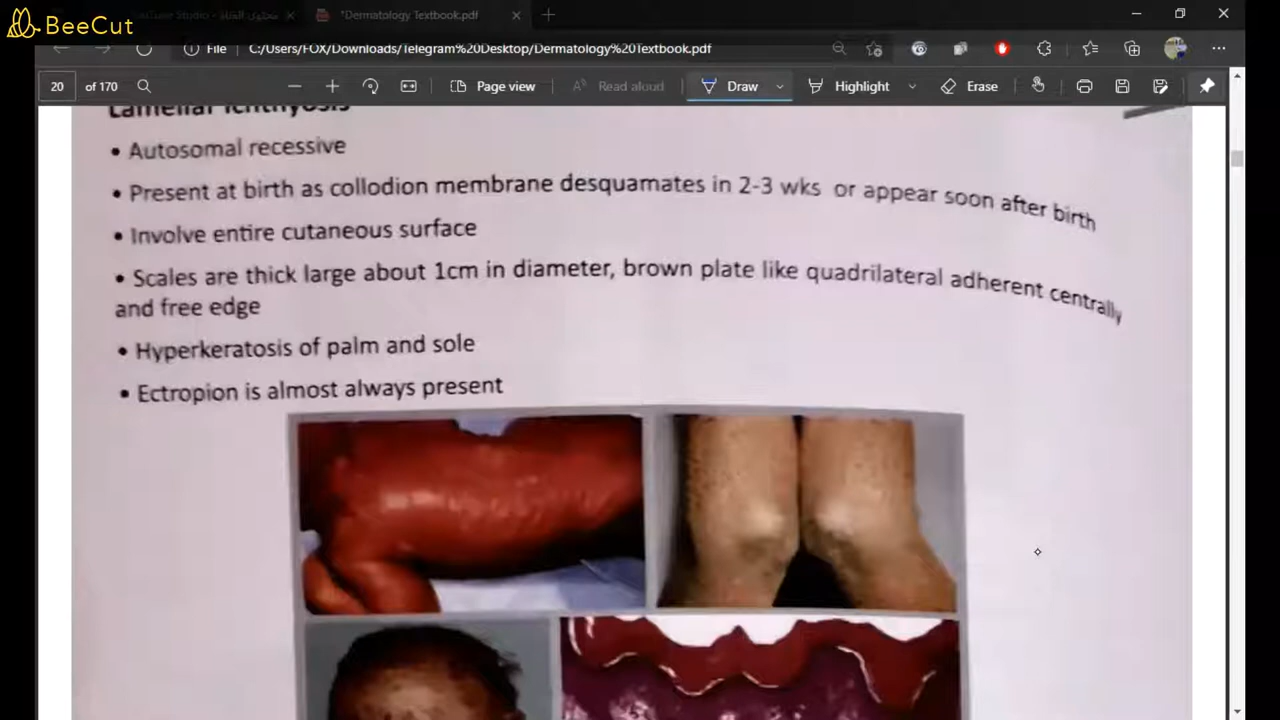 BeeCut
*Dermatology Textbook.pdf
File
C:/Users/FOX/Downloads/Telegram%20Desktop/Dermatology%20Textbook.pdf
20 of 170
Page view
Read aloud
Draw
Highlight
Erase
Lamellar Ichthyosis
• Autosomal recessive
• Present at birth as collodion membrane desquamates in 2-3 wks or appear soon after birth
• Involve entire cutaneous surface
• Scales are thick large about 1cm in diameter, brown plate like quadrilateral adherent centrally
and free edge
• Hyperkeratosis of palm and sole
• Ectropion is almost always present